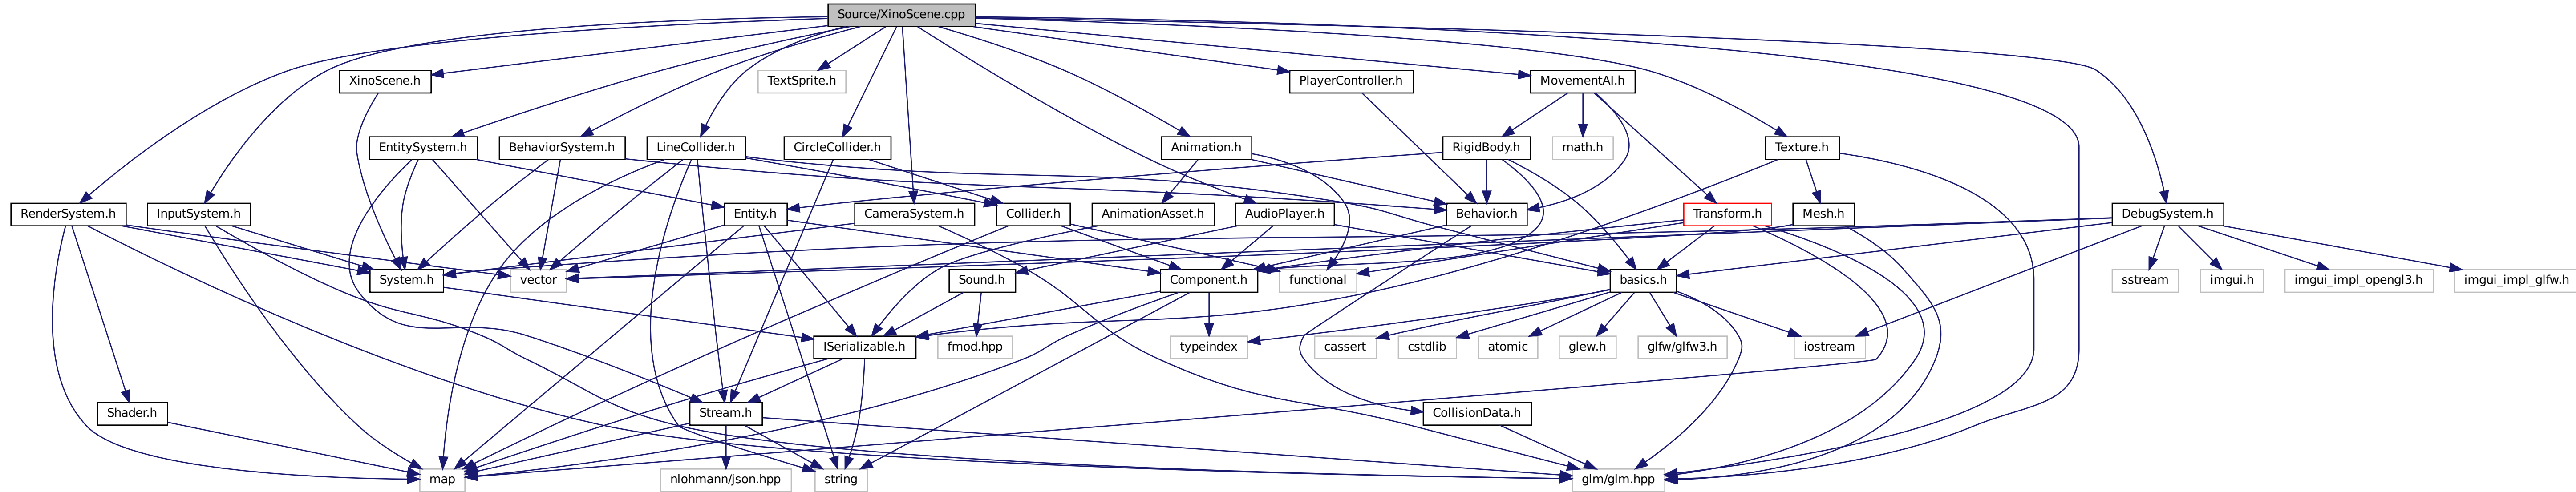 Source/XinoScene.cpp
XinoScene.h
TextSprite.h
PlayerController.h
MovementAI.h
EntitySystem.h
BehaviorSystem.h
LineCollider.h
CircleCollider.h
Animation.h
RigidBody.h
math.h
Texture.h
RenderSystem.h
InputSystem.h
Entity.h
CameraSystem.h
Collider.h
AnimationAsset.h
AudioPlayer.h
Behavior.h
Transform.h
Mesh.h
DebugSystem.h
System.h
vector
Sound.h
Component.h
functional
basics.h
sstream
imgui.h
imgui_impl_opengl3.h
imgui_impl_glfw.h
ISerializable.h
fmod.hpp
typeindex
cassert
cstdlib
atomic
glew.h
glfw/glfw3.h
iostream
Shader.h
Stream.h
CollisionData.h
map
nlohmann/json.hpp
string
glm/glm.hpp